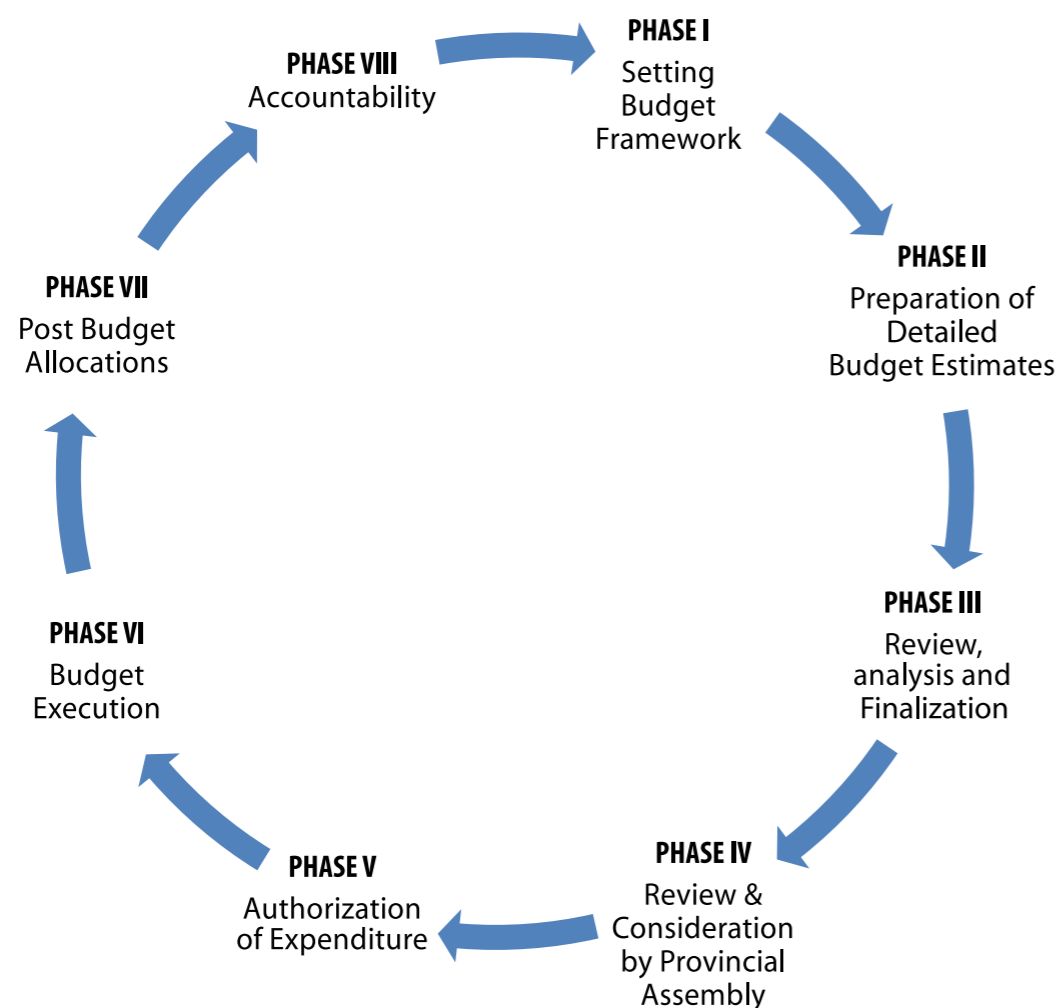 PHASE I
Setting
Budget
Framework
PHASE II
Preparation of
Detailed
Budget Estimates
PHASE III
Review,
analysis and
Finalization
PHASE IV
Review &
Consideration
by Provincial
Assembly
PHASE V
Authorization
of Expenditure
PHASE VI
Budget
Execution
PHASE VII
Post Budget
Allocations
PHASE VIII
Accountability